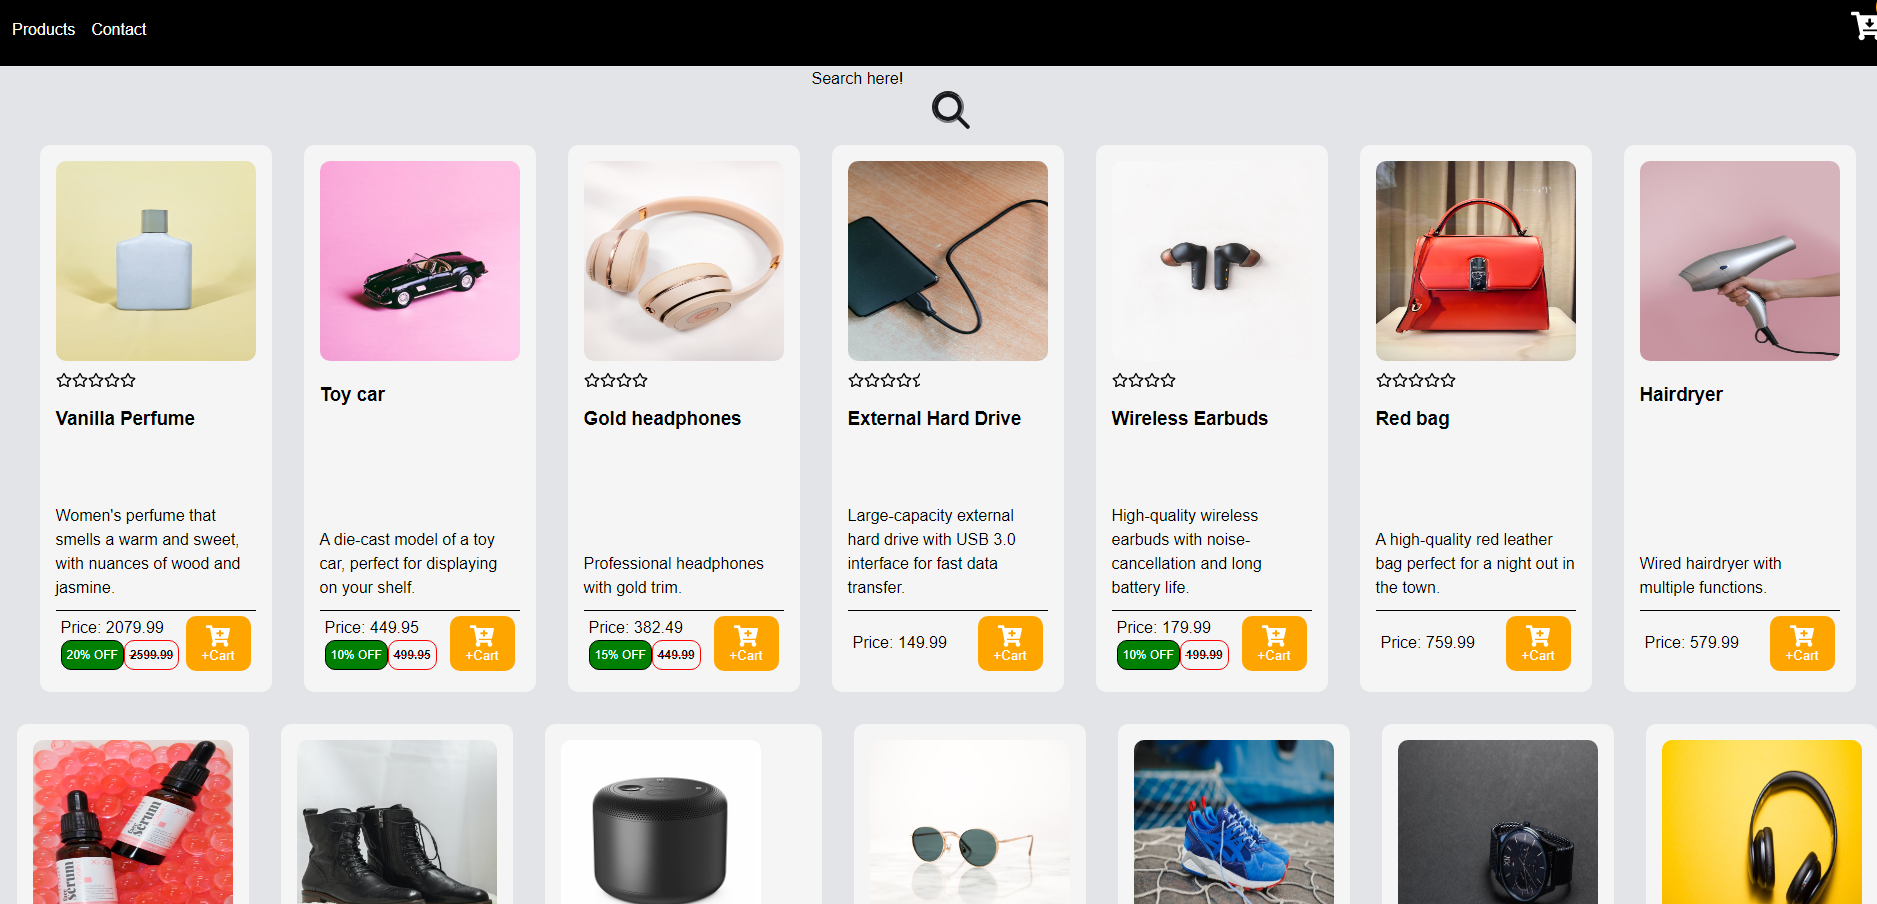 Products Contact
Search here!
Vanilla Perfume
Women's perfume that
smells a warm and sweet,
with nuances of wood and
jasmine.
Price: 2079.99
20% OFF 2599.99
+Cart
Toy car
A die-cast model of a toy
car, perfect for displaying
on your shelf.
Price: 449.95
10% OFF 499.95
+Cart
Gold headphones
Professional headphones
with gold trim.
Price: 382.49
15% OFF 449.99
+Cart
External Hard Drive
Large-capacity external
hard drive with USB 3.0
interface for fast data
transfer.
Price: 149.99
+Cart
Wireless Earbuds
High-quality wireless
earbuds with noise-
cancellation and long
battery life.
Price: 179.99
10% OFF 199.99
+Cart
Red bag
A high-quality red leather
bag perfect for a night out in
the town.
Price: 759.99
+Cart
Hairdryer
Wired hairdryer with
multiple functions.
Price: 579.99
+Cart
serum
serum